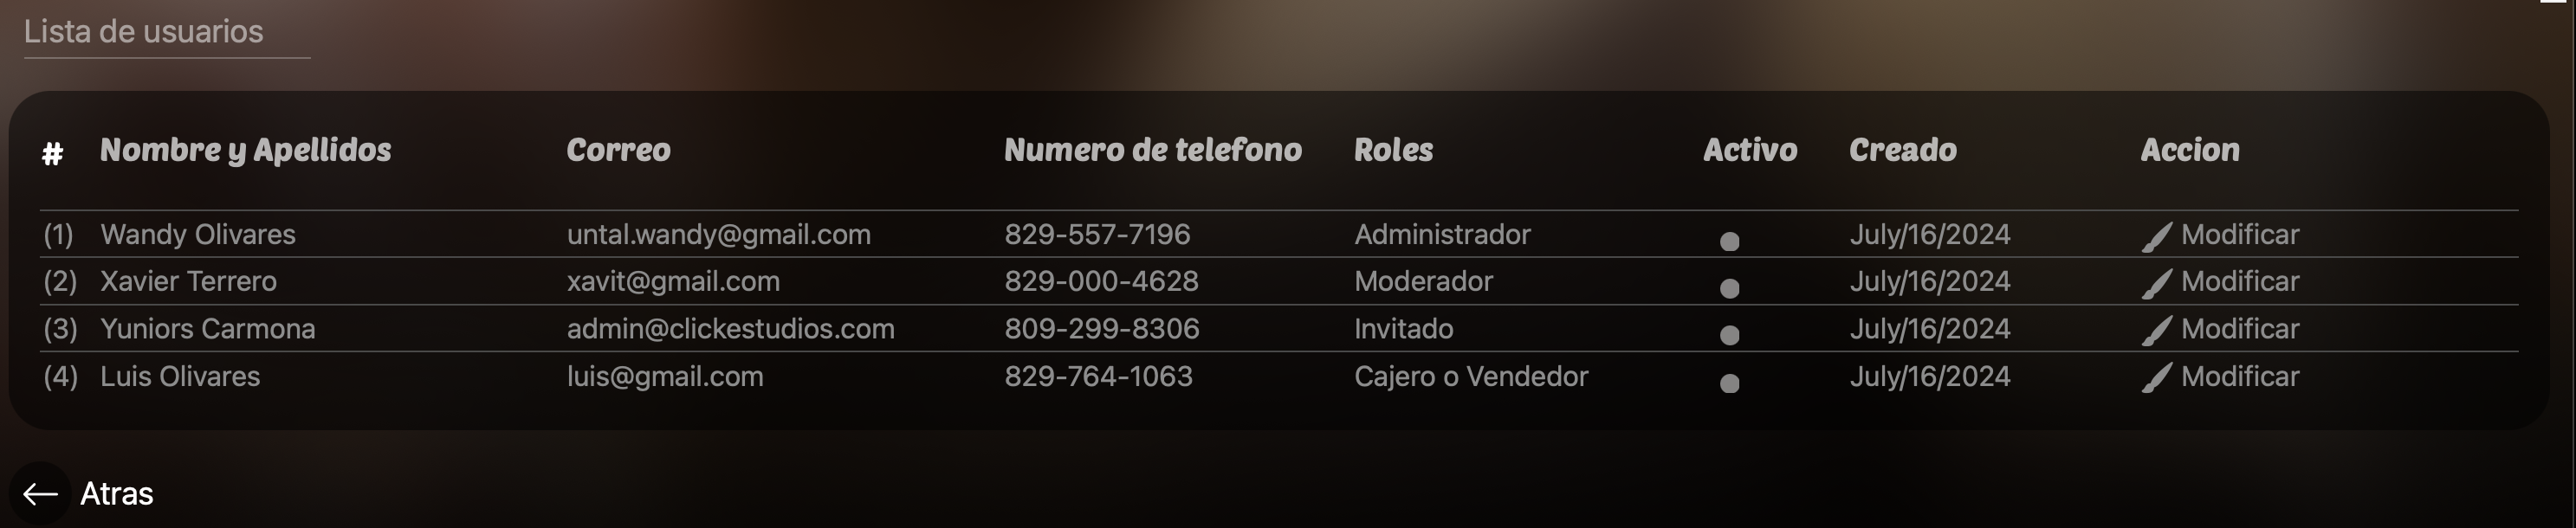 Lista de usuarios
# Nombre y Apellidos Correo Numero de telefono Roles Activo Creado Accion
(1) Wandy Olivares untal.wandy@gmail.com 829-557-7196 Administrador July/16/2024 Modificar
(2) Xavier Terrero xavit@gmail.com 829-000-4628 Moderador July/16/2024 Modificar
(3) Yuniors Carmona admin@clickestudios.com 809-299-8306 Invitado July/16/2024 Modificar
(4) Luis Olivares luis@gmail.com 829-764-1063 Cajero o Vendedor July/16/2024 Modificar
Atras